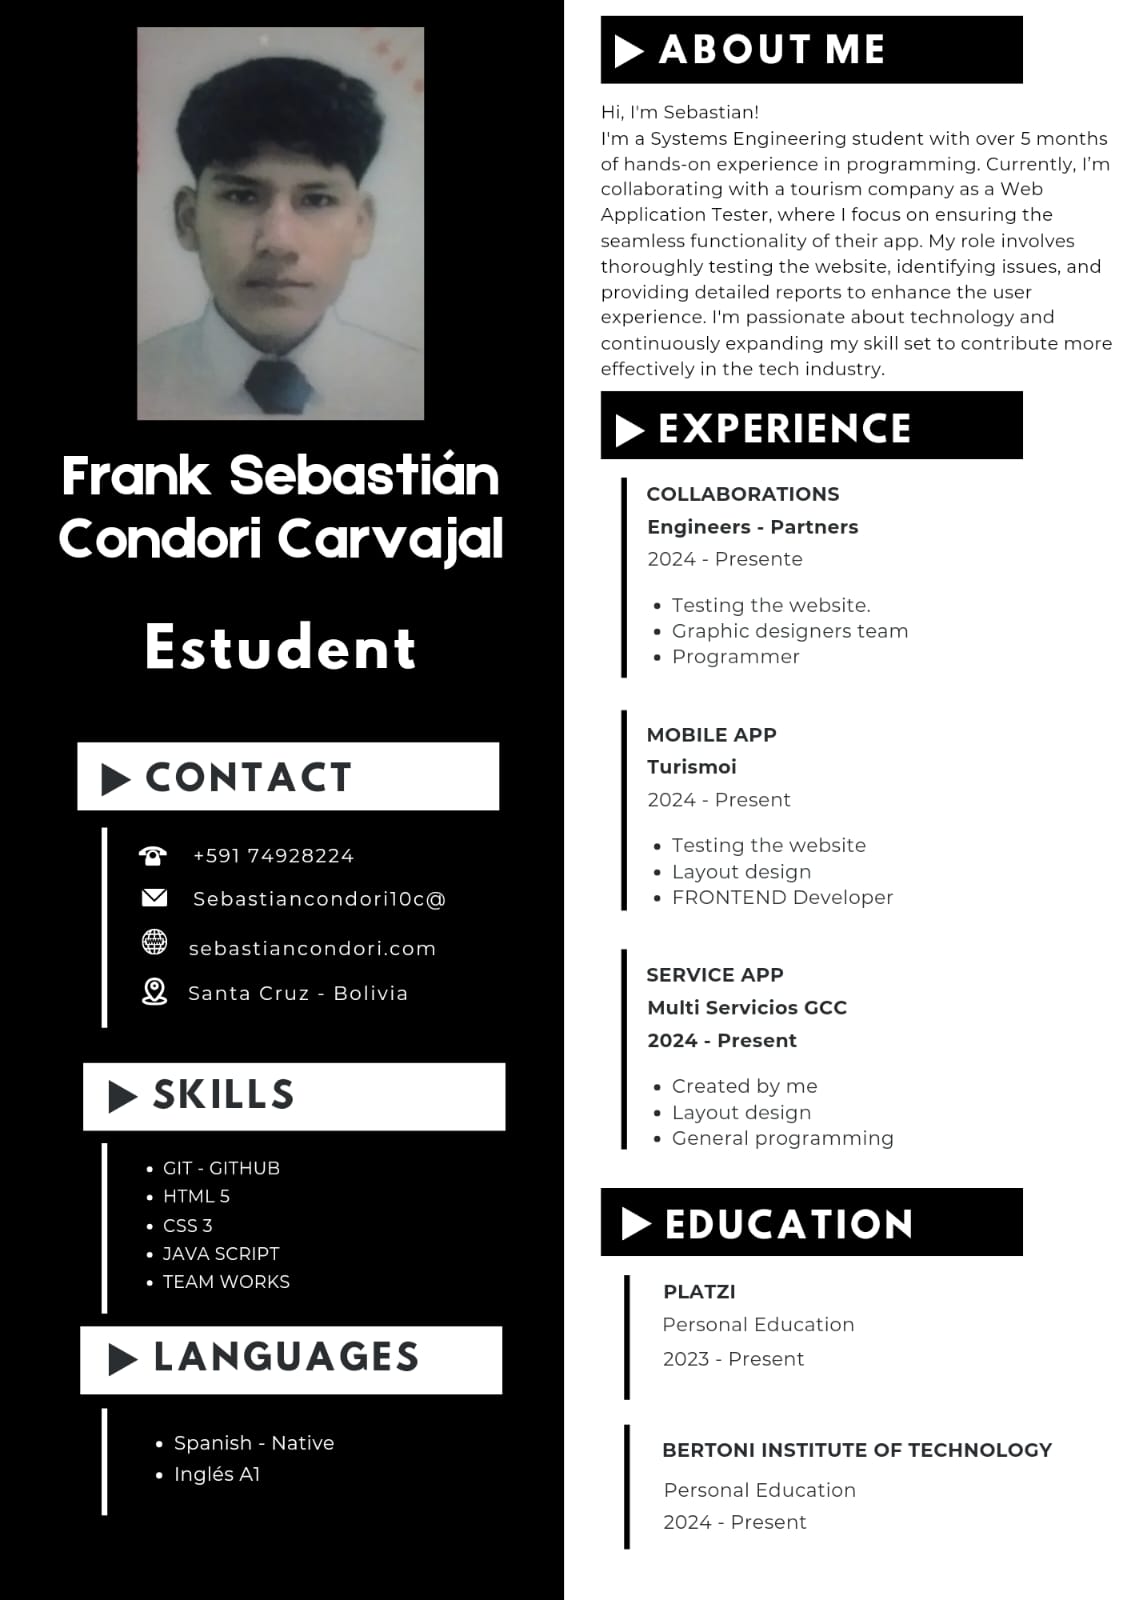 Frank Sebastián
Condori Carvajal
Estudent
CONTACT
+591 74928224
Sebastiancondori10c@
sebastiancondori.com
Santa Cruz - Bolivia
SKILLS
GIT - GITHUB
HTML 5
CSS 3
JAVA SCRIPT
TEAM WORKS
LANGUAGES
Spanish - Native
Inglés A1
ABOUT ME
Hi, I'm Sebastian!
I'm a Systems Engineering student with over 5 months
of hands-on experience in programming. Currently, I'm
collaborating with a tourism company as a Web
Application Tester, where I focus on ensuring the
seamless functionality of their app. My role involves
thoroughly testing the website, identifying issues, and
providing detailed reports to enhance the user
experience. I'm passionate about technology and
continuously expanding my skill set to contribute more
effectively in the tech industry.
EXPERIENCE
COLLABORATIONS
Engineers - Partners
2024 - Presente
Testing the website.
Graphic designers team
Programmer
MOBILE APP
Turismoi
2024 - Present
Testing the website
Layout design
FRONTEND Developer
SERVICE APP
Multi Servicios GCC
2024 - Present
Created by me
Layout design
General programming
EDUCATION
PLATZI
Personal Education
2023 - Present
BERTONI INSTITUTE OF TECHNOLOGY
Personal Education
2024 - Present